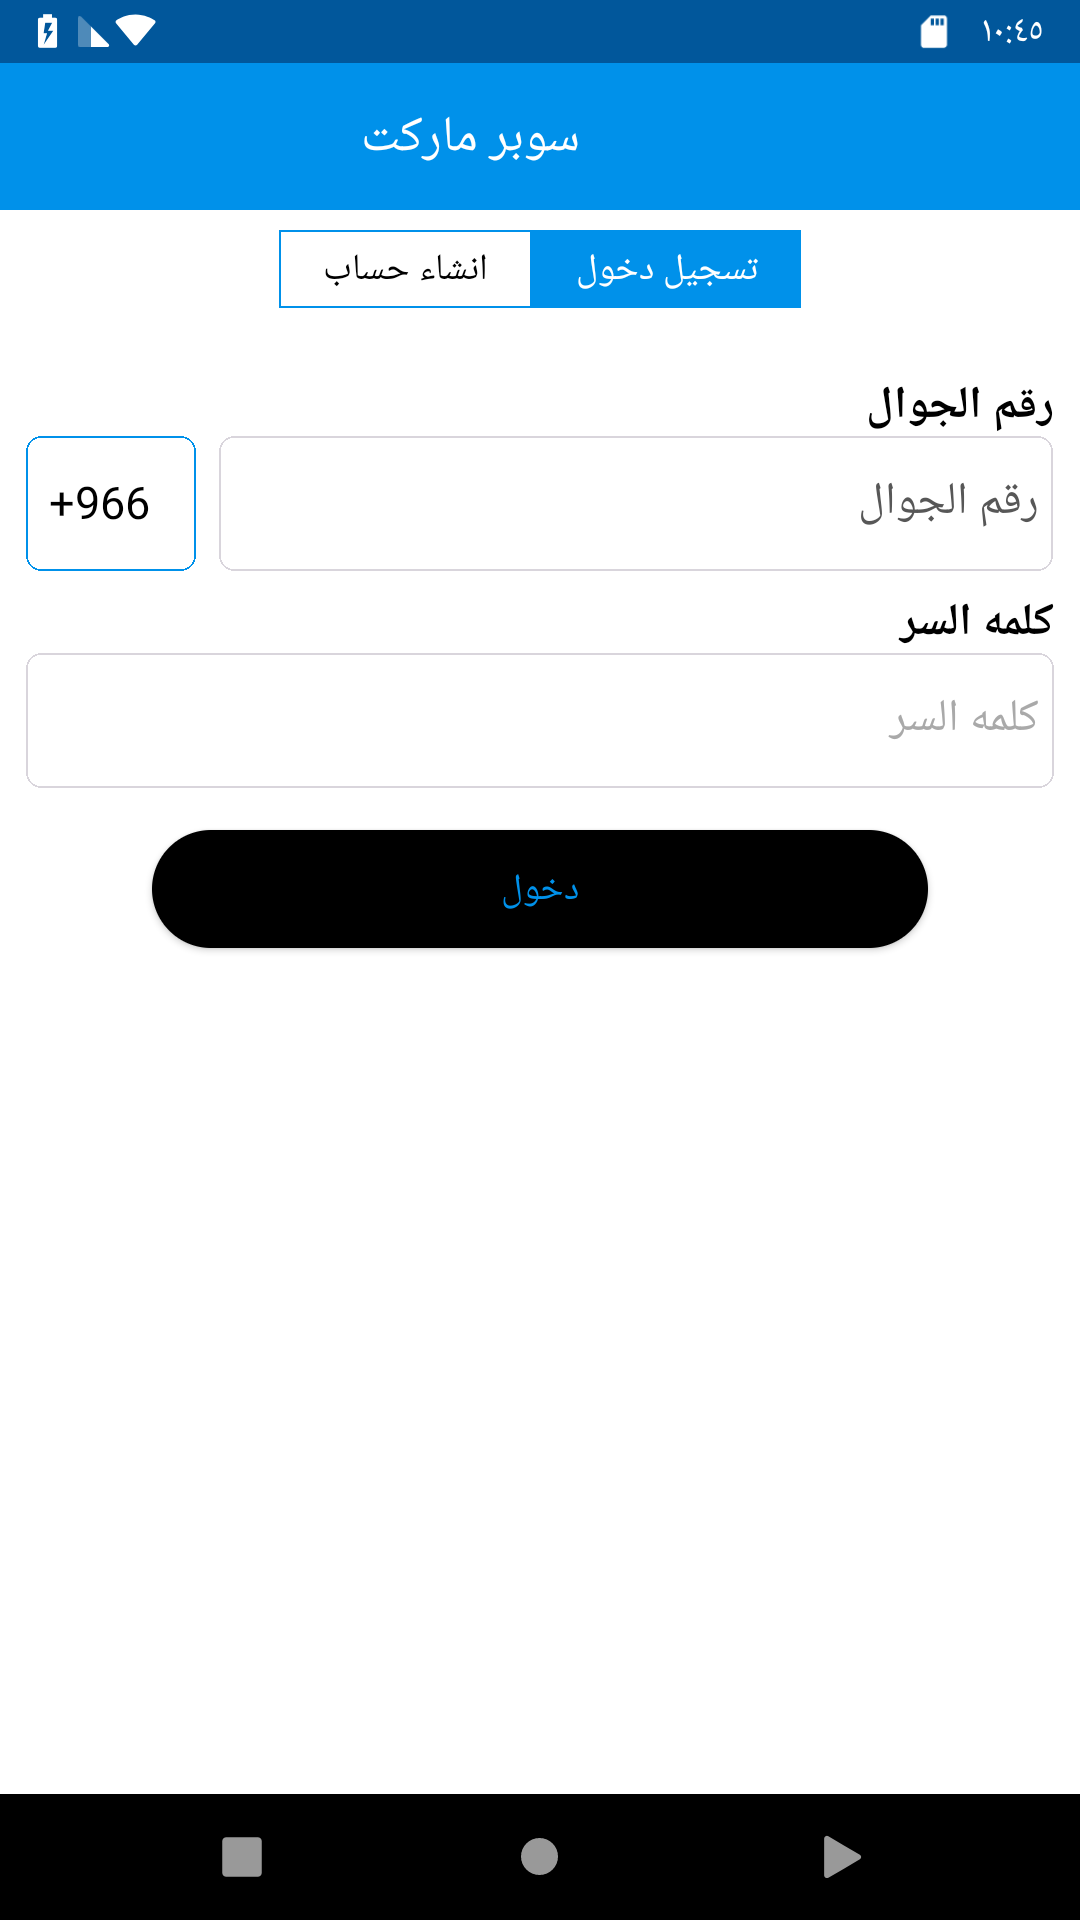 ١٠:٤٥
سوبر ماركت
تسجيل دخول
انشاء حساب
رقم الجوال
رقم الجوال
+966
كلمه السر
كلمه السر
دخول